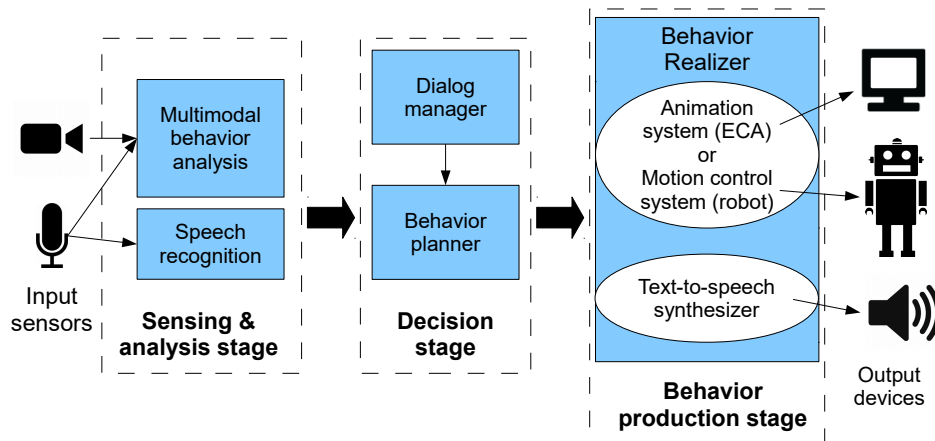 Input
sensors
Multimodal
behavior
analysis
Speech
recognition
Sensing &
analysis stage
Dialog
manager
Behavior
planner
Decision
stage
Behavior
Realizer
Animation
system (ECA)
or
Motion control
system (robot)
Text-to-speech
synthesizer
Behavior
production stage
Output
devices